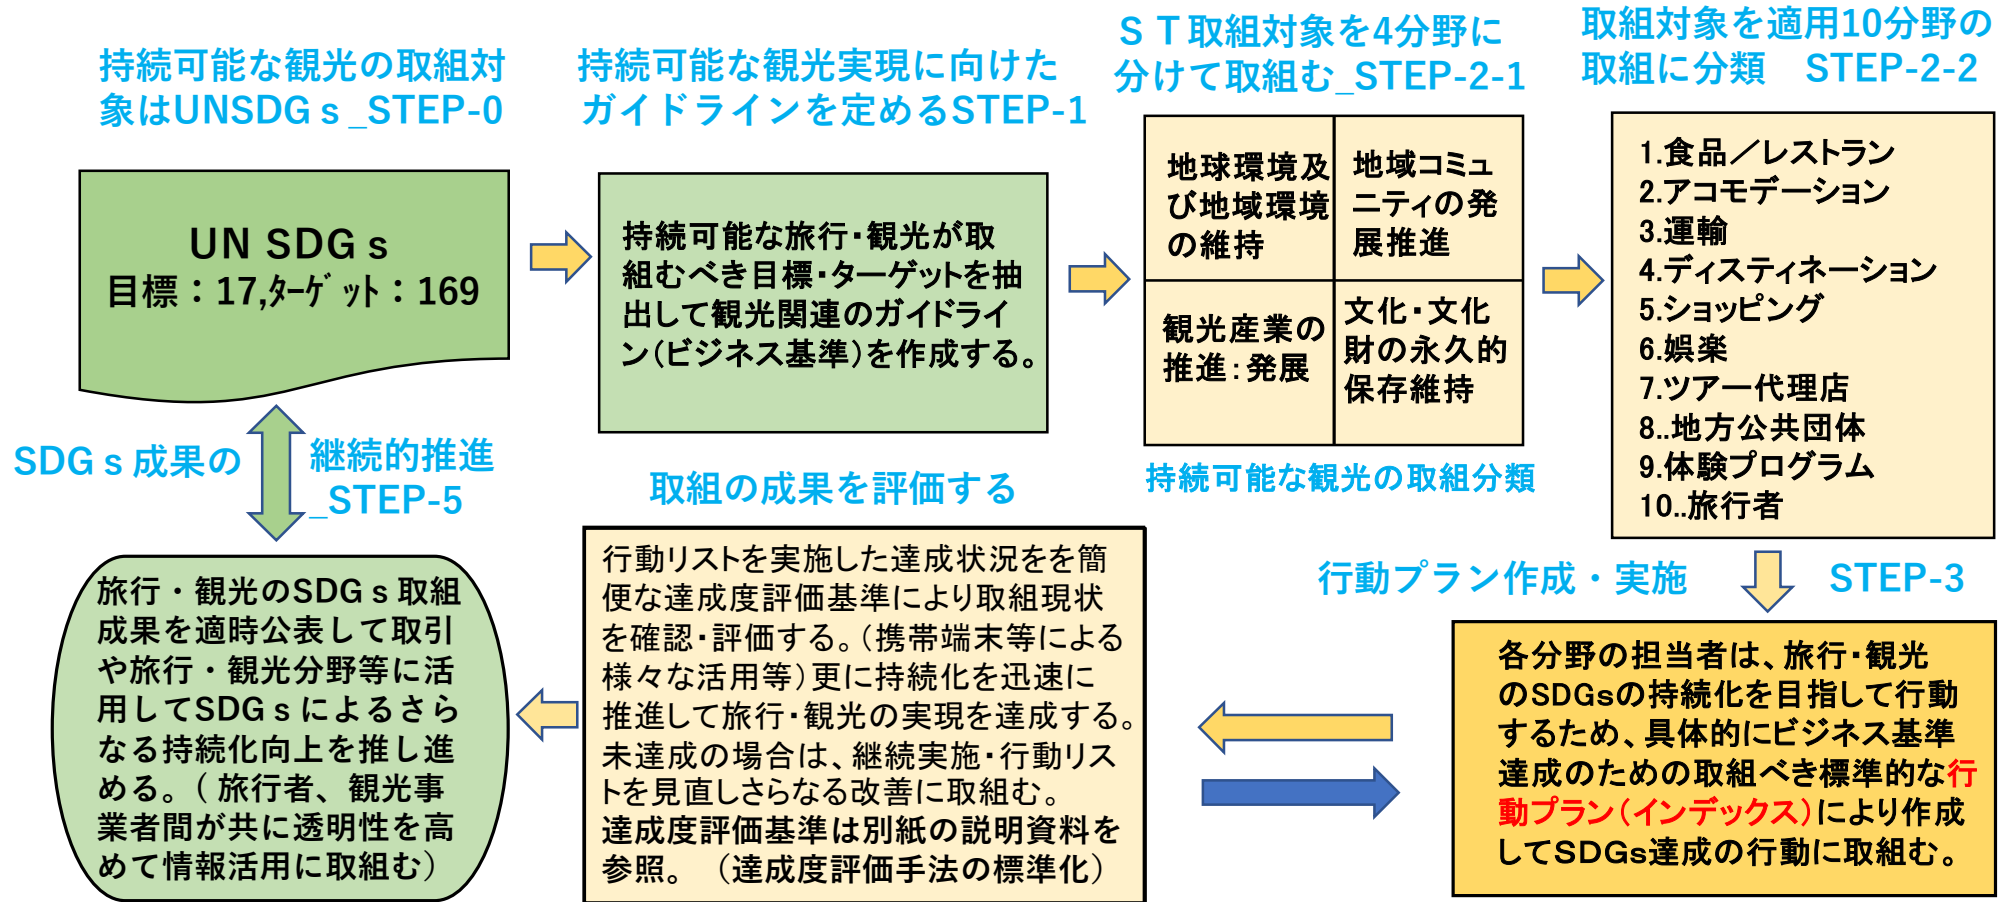 持続可能な観光の取組対
象はUNSDGｓ_STEP-0
UN SDGｓ
目標：17,ﾀｰｹﾞｯﾄ：169
持続可能な観光実現に向けた
ガイドラインを定めるSTEP-1
持続可能な旅行・観光が取
組むべき目標・ターゲットを抽
出して観光関連のガイドライ
ン（ビジネス基準）を作成する。
ＳＴ取組対象を4分野に
分けて取組む_STEP-2-1
地球環境及
び地域環境
の維持
地域コミュ
ニティの発
展推進
観光産業の
推進：発展
文化・文化
財の永久的
保存維持
持続可能な観光の取組分類
取組対象を適用10分野の
取組に分類　STEP-2-2
1.食品／レストラン
2.アコモデーション
3.運輸
4.ディスティネーション
5.ショッピング
6.娯楽
7.ツアー代理店
8..地方公共団体
9.体験プログラム
10..旅行者
行動プラン作成・実施　STEP-3
各分野の担当者は、旅行・観光
のSDGsの持続化を目指して行動
するため、具体的にビジネス基準
達成のための取組べき標準的な行
動プラン（インデックス）により作成
してSDGs達成の行動に取組む。
取組の成果を評価する
行動リストを実施した達成状況をを簡
便な達成度評価基準により取組現状
を確認・評価する。（携帯端末等による
様々な活用等）更に持続化を迅速に
推進して旅行・観光の実現を達成する。
未達成の場合は、継続実施・行動リス
トを見直しさらなる改善に取組む。
達成度評価基準は別紙の説明資料を
参照。　（達成度評価手法の標準化）
SDGｓ成果の
継続的推進
_STEP-5
旅行・観光のSDGｓ取組
成果を適時公表して取引
や旅行・観光分野等に活
用してSDGｓによるさら
なる持続化向上を推し進
める。（ 旅行者、観光事
業者間が共に透明性を高
めて情報活用に取組む）